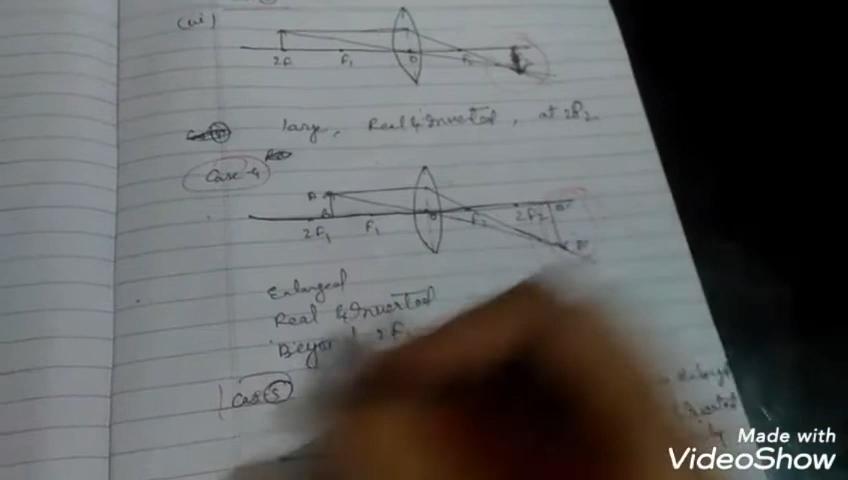 (iii)
2F F1 O F2
large, Real & Inverted, at 2F2
Case-4
A
2F1 F1 O F2 2F2
Enlarged
Real & Inverted
Beyond 2F2
Case 5
Made with
VideoShow